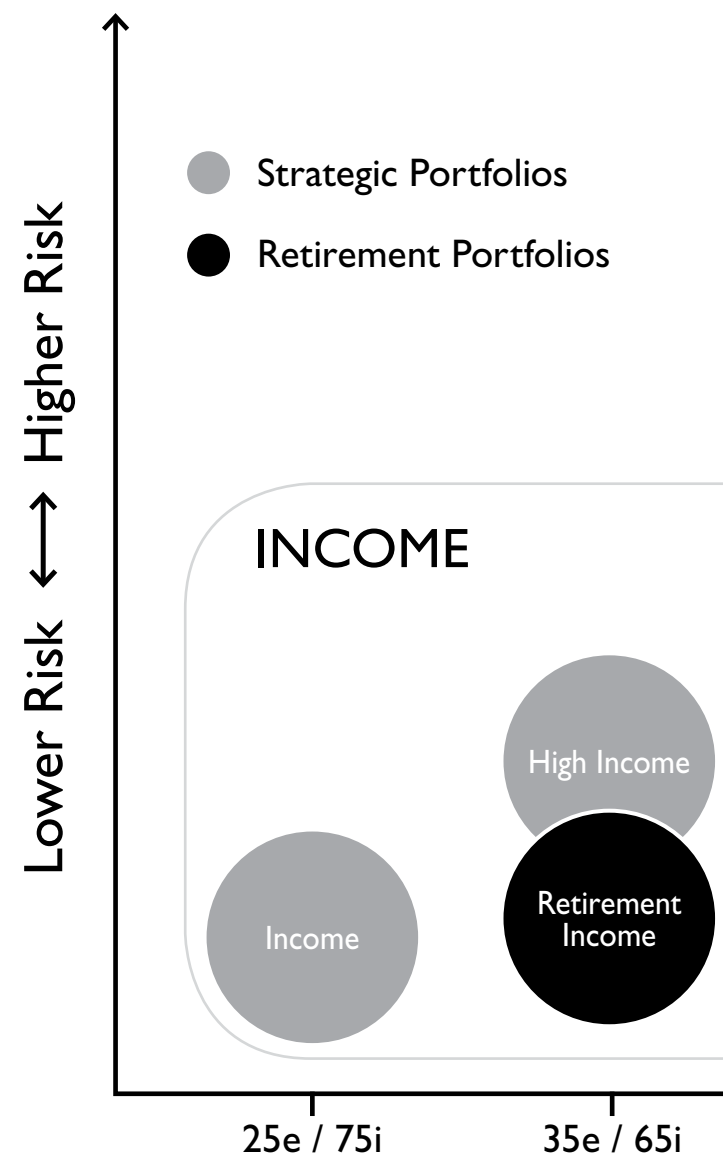 Strategic Portfolios
Retirement Portfolios
Lower Risk ⟷ Higher Risk
INCOME
High Income
Retirement
Income
Income
25e / 75i
35e / 65i